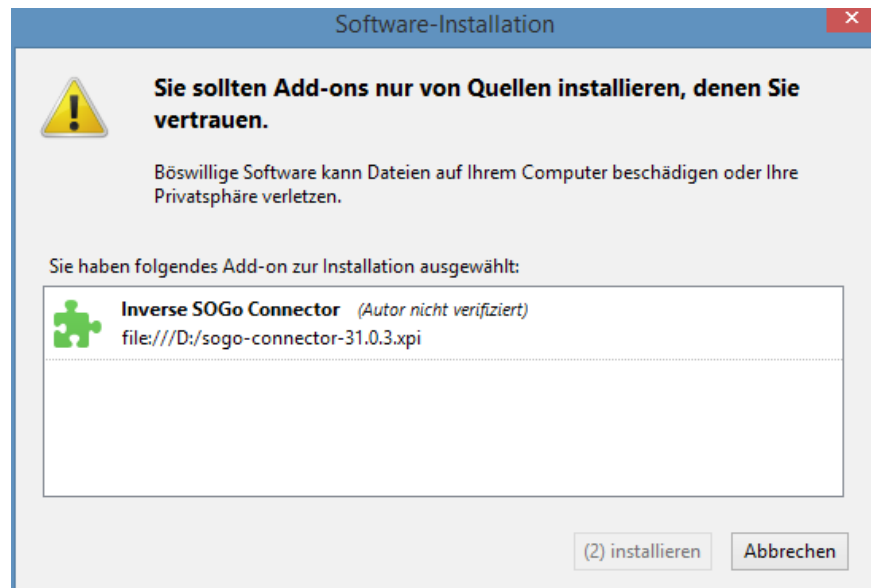 Software-Installation
Sie sollten Add-ons nur von Quellen installieren, denen Sie
vertrauen.
Böswillige Software kann Dateien auf Ihrem Computer beschädigen oder Ihre
Privatsphäre verletzen.
Sie haben folgendes Add-on zur Installation ausgewählt:
Inverse SOGo Connector (Autor nicht verifiziert)
file:///D:/sogo-connector-31.0.3.xpi
(2) installieren Abbrechen